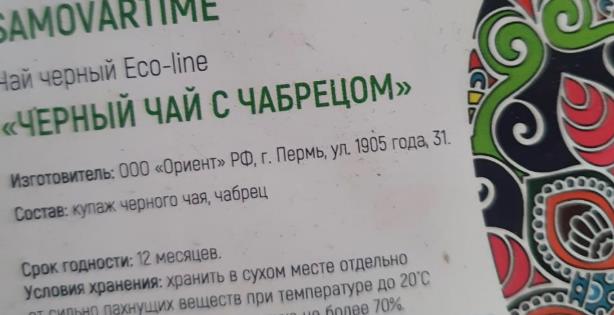 SAMOVARTIME
Чай черный Eco-line
«ЧЕРНЫЙ ЧАЙ С ЧАБРЕЦОМ»
Изготовитель: ООО «Ориент» РФ, г. Пермь, ул. 1905 года, 31.
Состав: купаж черного чая, чабрец
Срок годности: 12 месяцев.
Условия хранения: хранить в сухом месте отдельно
от сильно пахнущих веществ при температуре до 20°С
не более 70%.